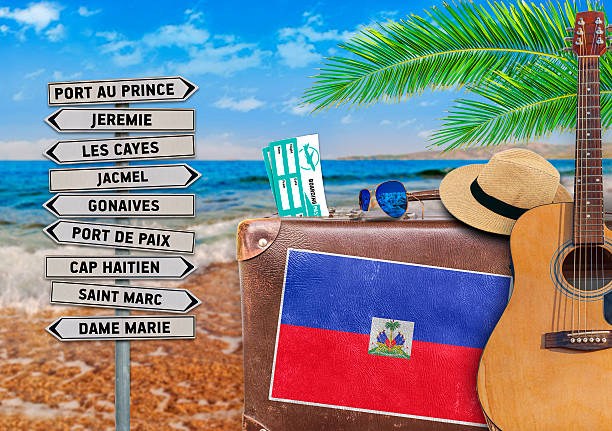 PORT AU PRINCE
JEREMIE
LES CAYES
JACMEL
GONAIVES
PORT DE PAIX
CAP HAITIEN
SAINT MARC
DAME MARIE
BOARDING